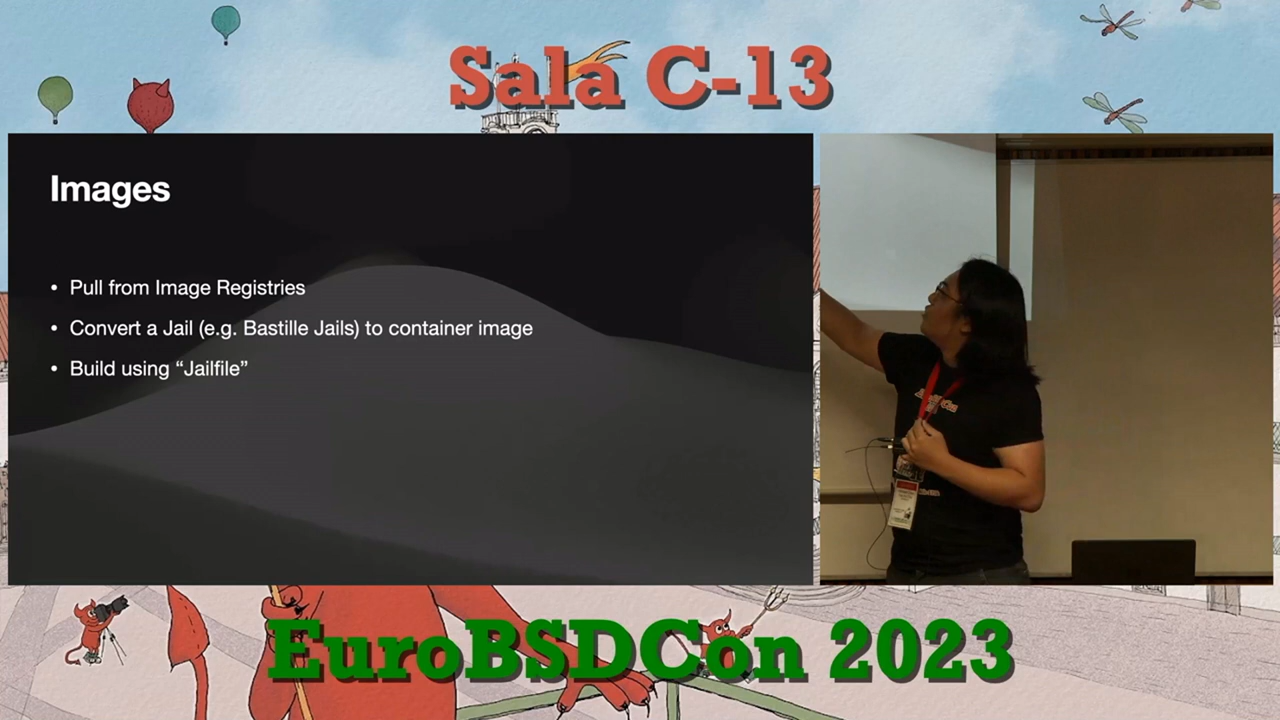 Sala C-13
Images
• Pull from Image Registries
• Convert a Jail (e.g. Bastille Jails) to container image
• Build using “Jailfile”
EuroBSDCon 2023